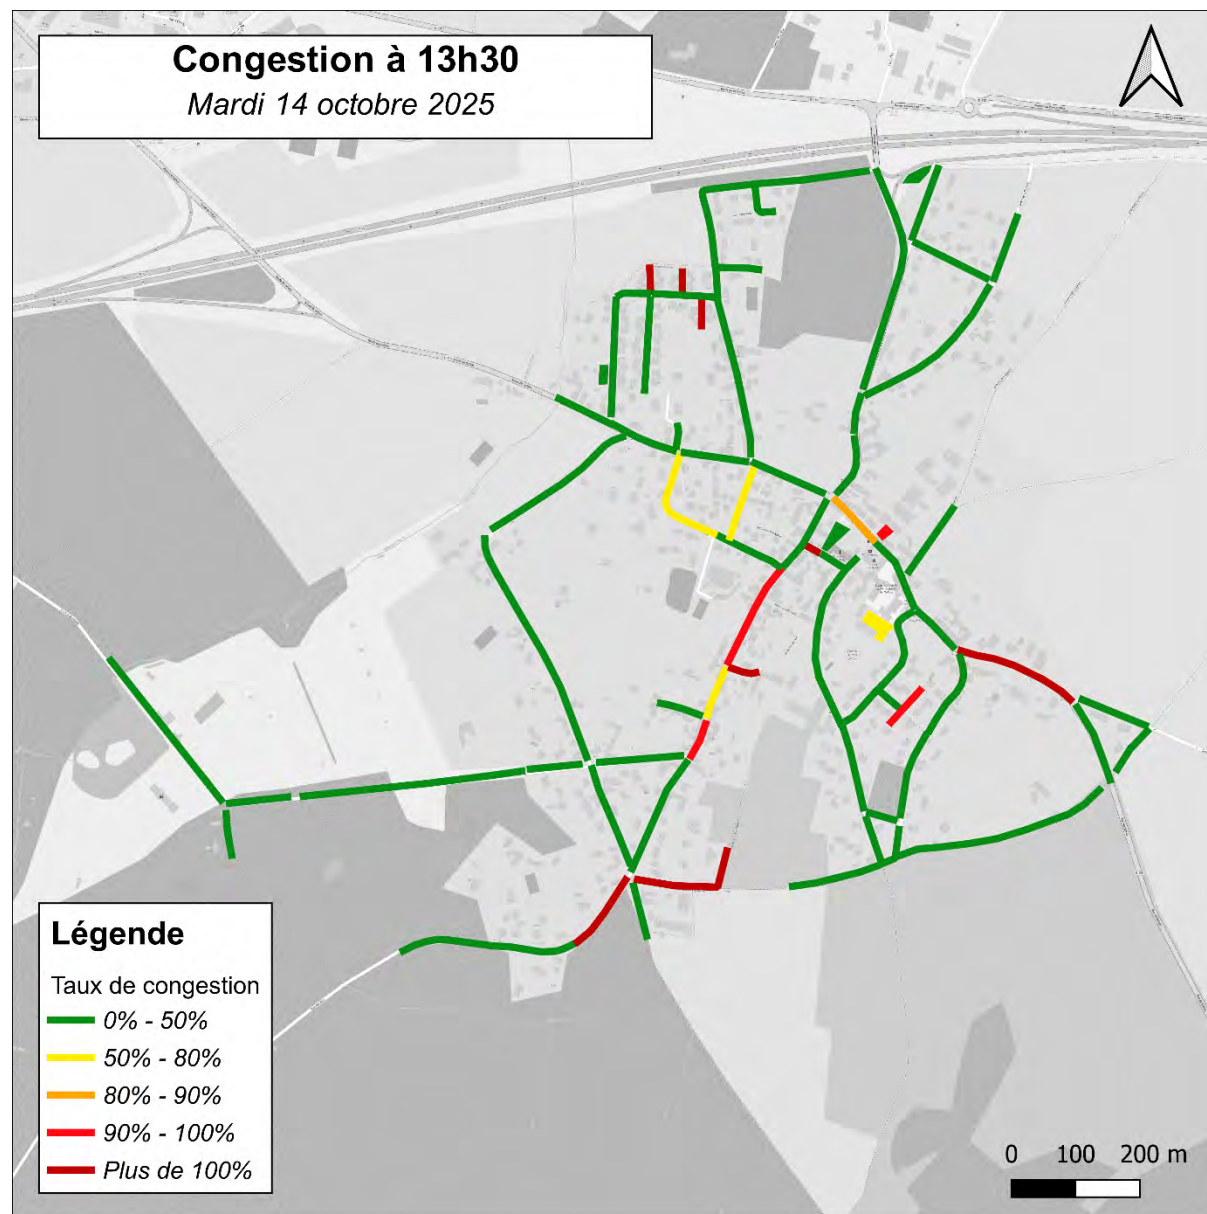 Congestion à 13h30
Mardi 14 octobre 2025
Légende
Taux de congestion
0% - 50%
50% - 80%
80% - 90%
90% - 100%
Plus de 100%
0 100 200 m